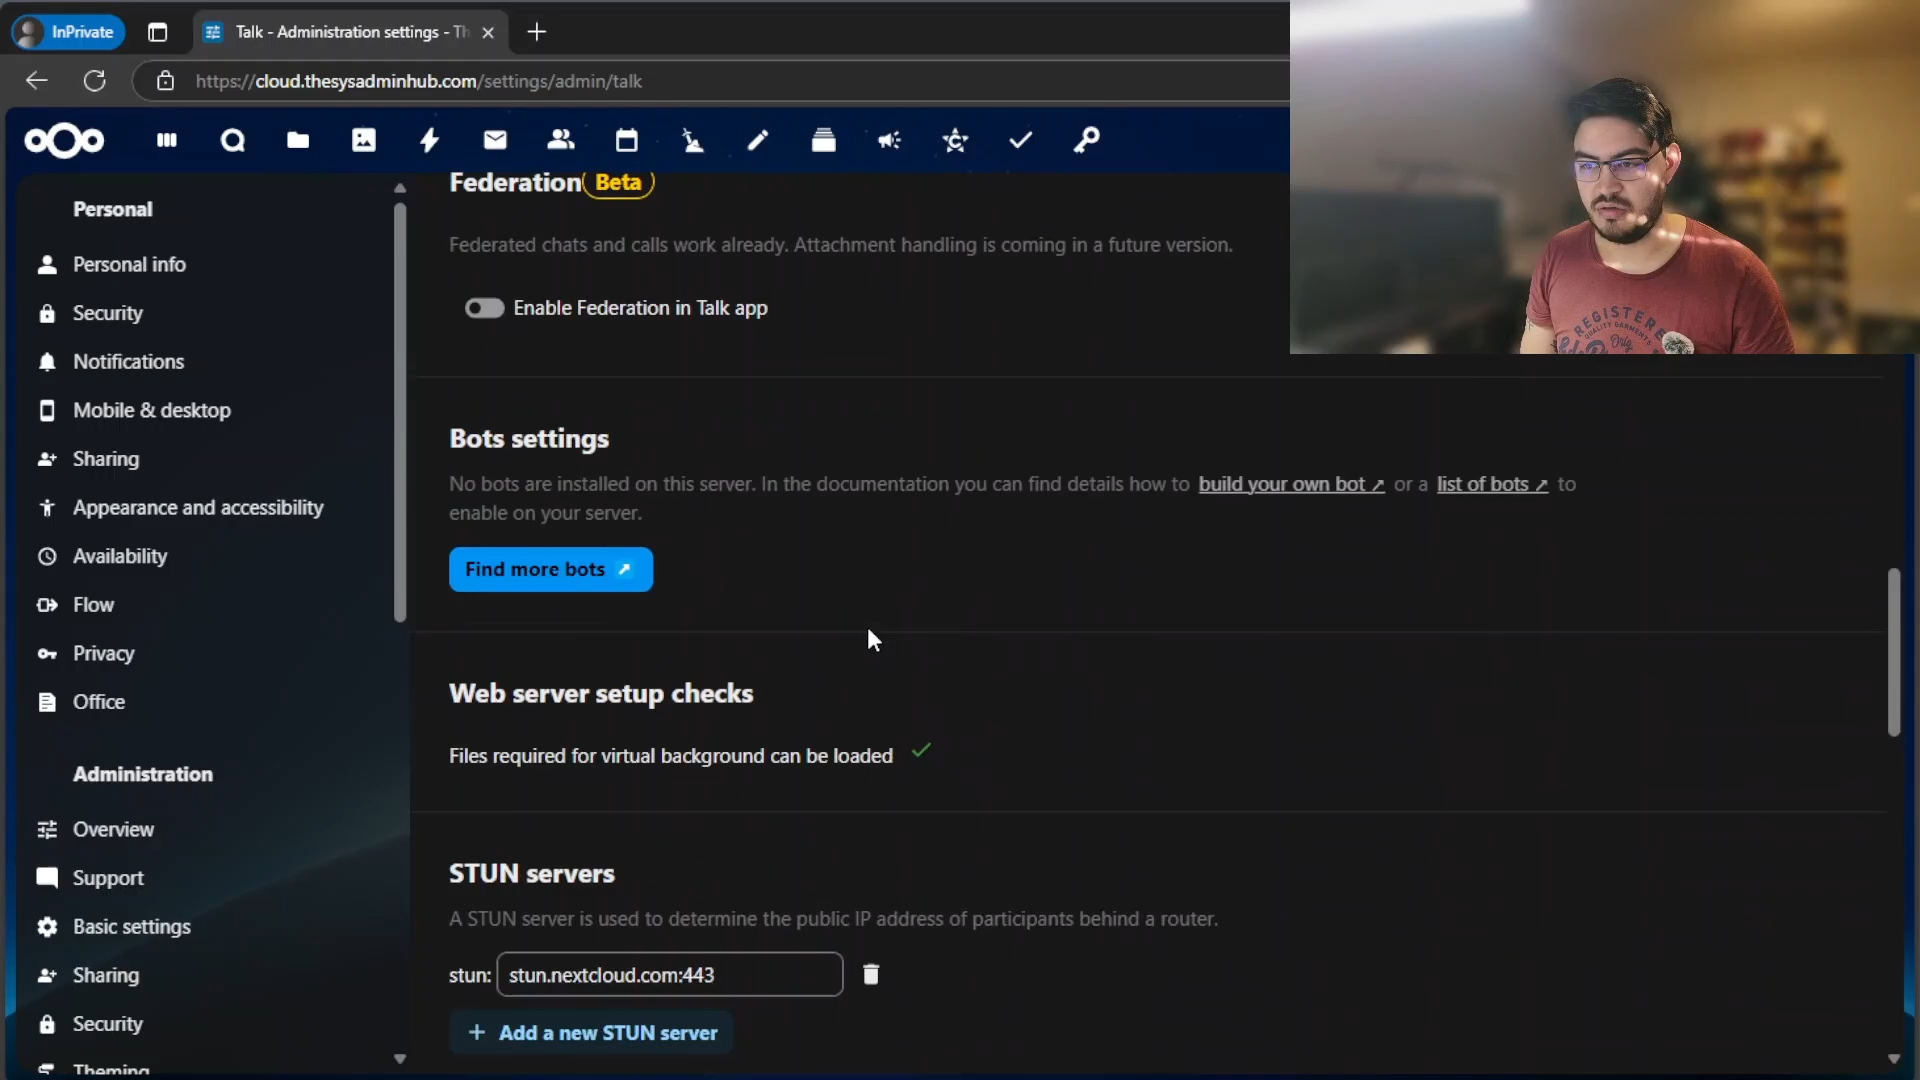 InPrivate
Talk - Administration settings - Th
https://cloud.thesysadminhub.com/settings/admin/talk
Personal
Personal info
Security
Notifications
Mobile & desktop
Sharing
Appearance and accessibility
Availability
Flow
Privacy
Office
Administration
Overview
Support
Basic settings
Sharing
Security
Theming
Federation Beta
Federated chats and calls work already. Attachment handling is coming in a future version.
Enable Federation in Talk app
Bots settings
No bots are installed on this server. In the documentation you can find details how to build your own bot ↗ or a list of bots ↗ to
enable on your server.
Find more bots ↗
Web server setup checks
Files required for virtual background can be loaded ✓
STUN servers
A STUN server is used to determine the public IP address of participants behind a router.
stun: stun.nextcloud.com:443
+ Add a new STUN server
REGISTERE
QUALITY GARMENTS
Only